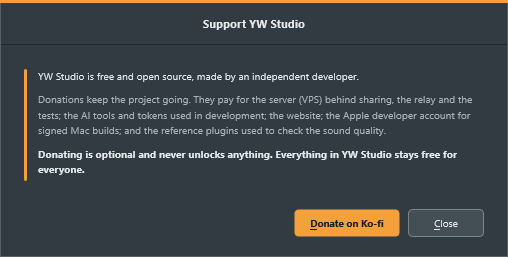 Support YW Studio
YW Studio is free and open source, made by an independent developer.
Donations keep the project going. They pay for the server (VPS) behind sharing, the relay and the
tests; the AI tools and tokens used in development; the website; the Apple developer account for
signed Mac builds; and the reference plugins used to check the sound quality.
Donating is optional and never unlocks anything. Everything in YW Studio stays free for
everyone.
Donate on Ko-fi
Close